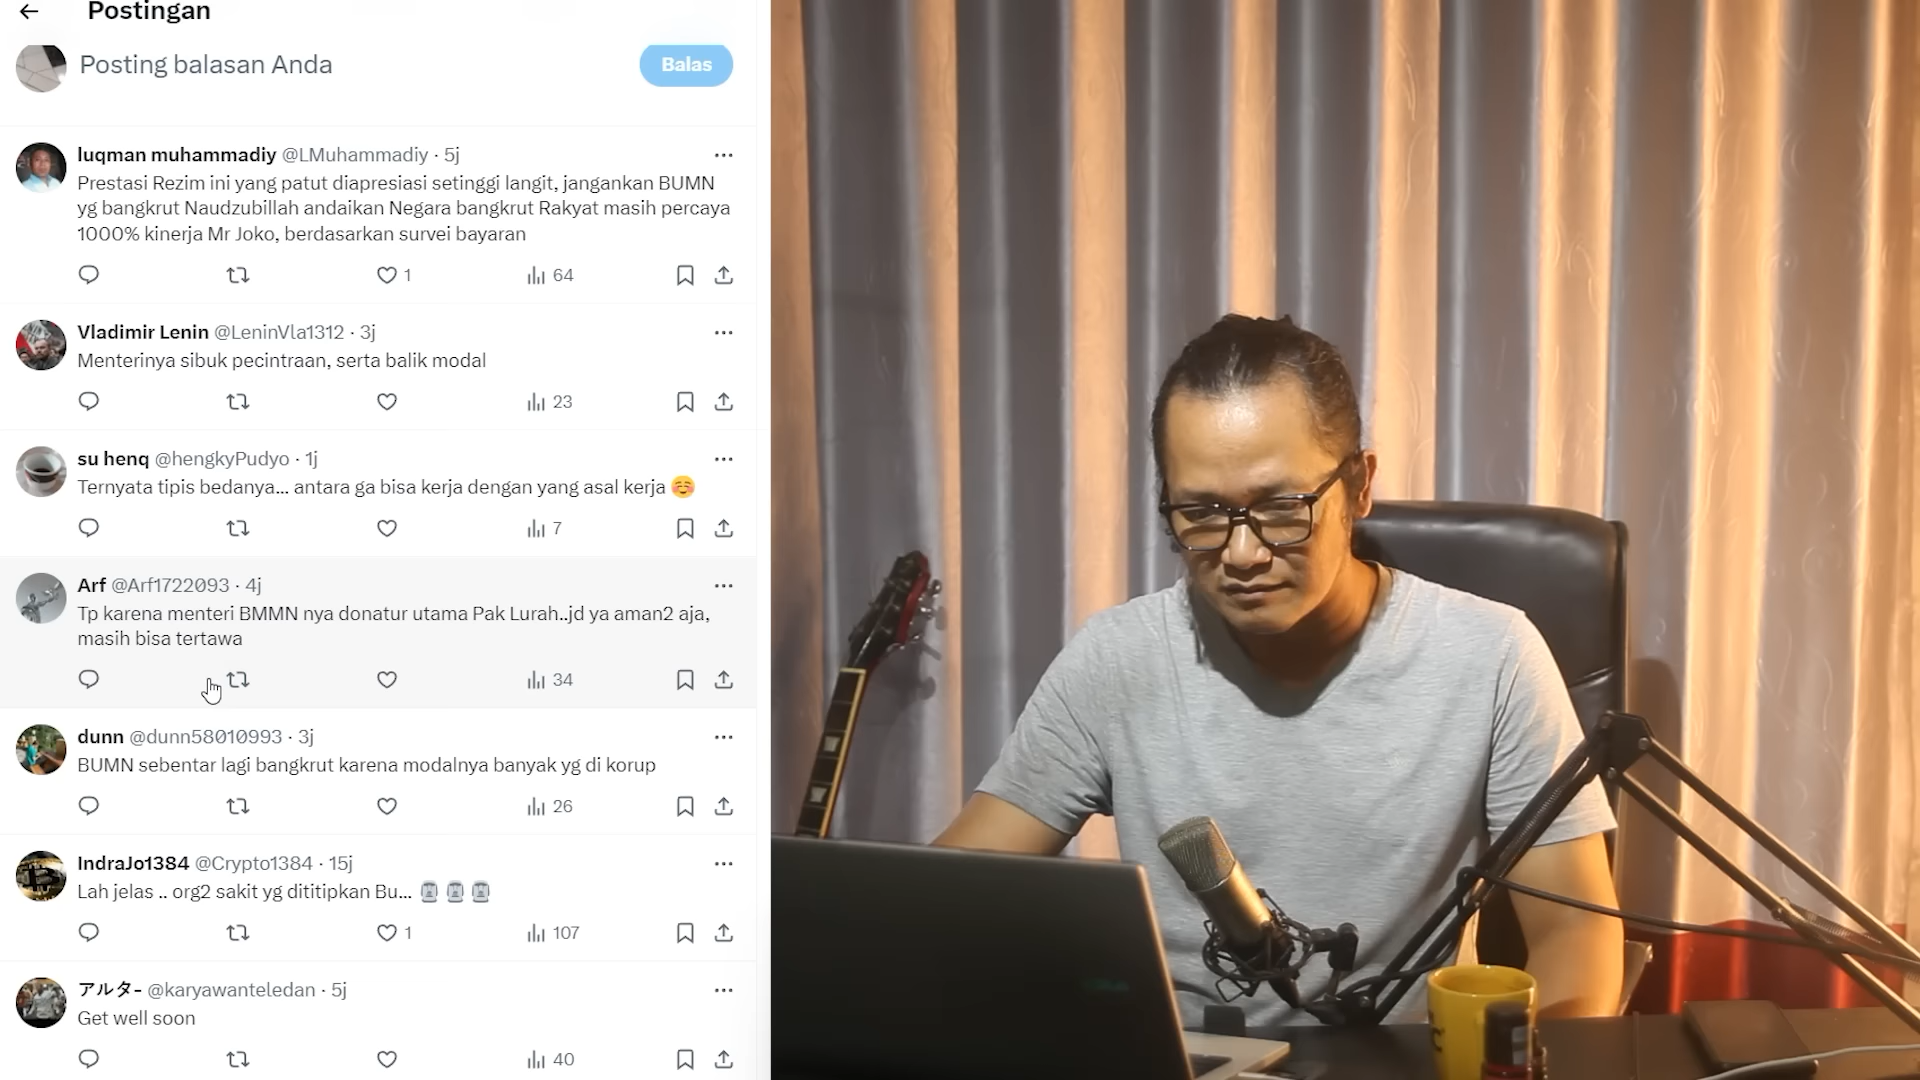 Postingan
Posting balasan Anda
Balas
luqman muhammadiy @LMuhammadiy · 5j
Prestasi Rezim ini yang patut diapresiasi setinggi langit, jangankan BUMN
yg bangkrut Naudzubillah andaikan Negara bangkrut Rakyat masih percaya
1000% kinerja Mr Joko, berdasarkan survei bayaran
1 64
Vladimir Lenin @LeninVla1312 · 3j
Menterinya sibuk pecintraan, serta balik modal
23
su henq @hengkyPudyo · 1j
Ternyata tipis bedanya... antara ga bisa kerja dengan yang asal kerja ☺️
7
Arf @Arf1722093 · 4j
Tp karena menteri BMMN nya donatur utama Pak Lurah..jd ya aman2 aja,
masih bisa tertawa
34
dunn @dunn58010993 · 3j
BUMN sebentar lagi bangkrut karena modalnya banyak yg di korup
26
IndraJo1384 @Crypto1384 · 15j
Lah jelas .. org2 sakit yg dititipkan Bu...
1 107
アルタ- @karyawanteledan · 5j
Get well soon
40